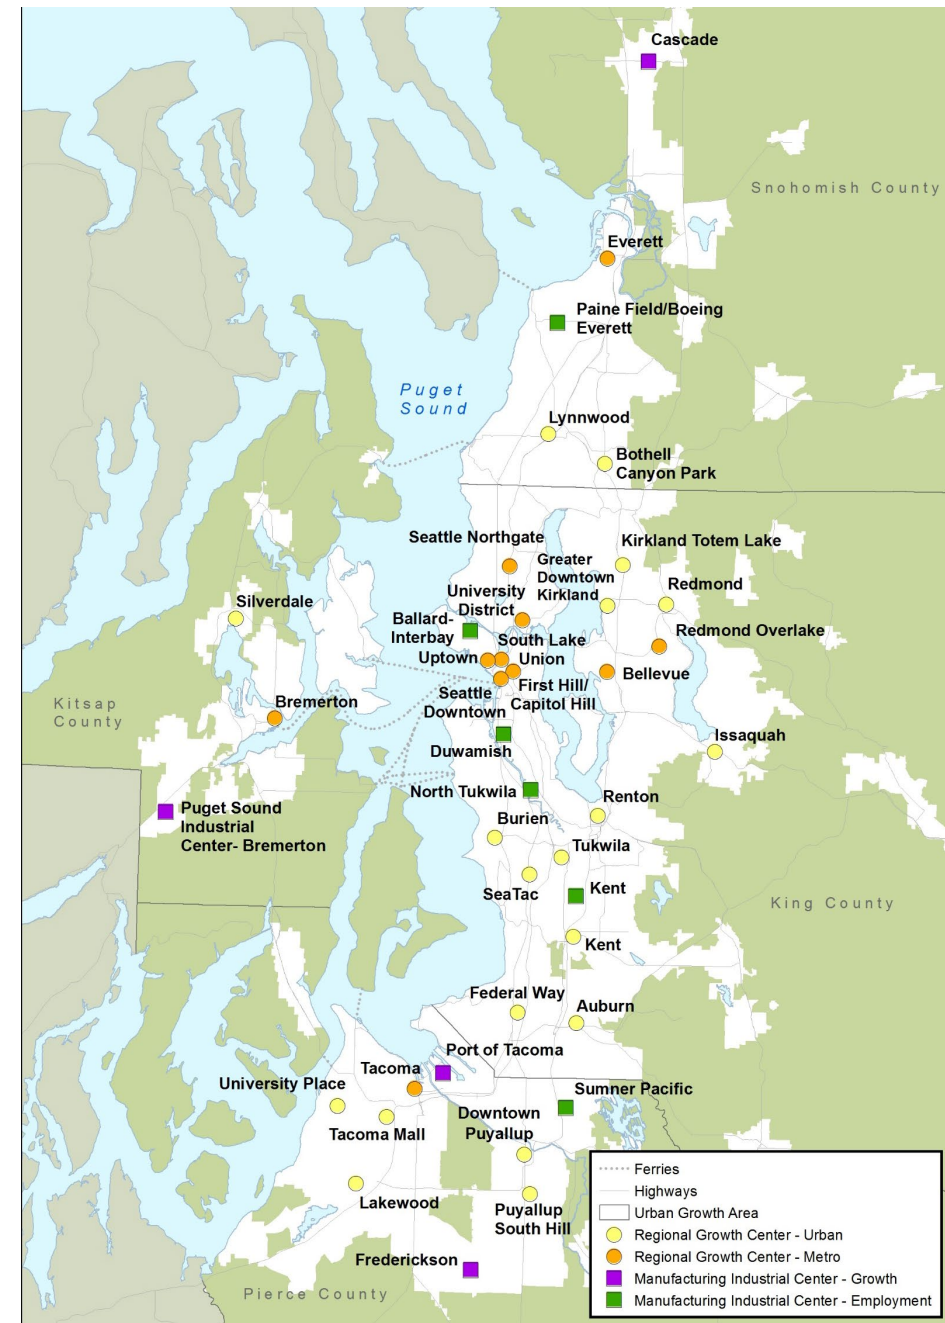 Cascade
Snohomish County
Everett
Paine Field/Boeing
Everett
Puget
Sound
Lynnwood
Bothell
Canyon Park
Seattle Northgate
Kirkland Totem Lake
Greater
Downtown
Kirkland
Redmond
University
District
Silverdale
Ballard-
Interbay
Redmond Overlake
South Lake
Union
Uptown
Bellevue
First Hill/
Capitol Hill
Seattle
Downtown
Bremerton
Kitsap
County
Issaquah
Duwamish
North Tukwila
Renton
Puget Sound
Industrial
Center- Bremerton
Burien
Tukwila
SeaTac
Kent
King County
Kent
Federal Way
Auburn
Port of Tacoma
Tacoma
University Place
Sumner Pacific
Downtown
Puyallup
Tacoma Mall
Lakewood
Puyallup
South Hill
Frederickson
Pierce County
Ferries
Highways
Urban Growth Area
Regional Growth Center - Urban
Regional Growth Center - Metro
Manufacturing Industrial Center - Growth
Manufacturing Industrial Center - Employment